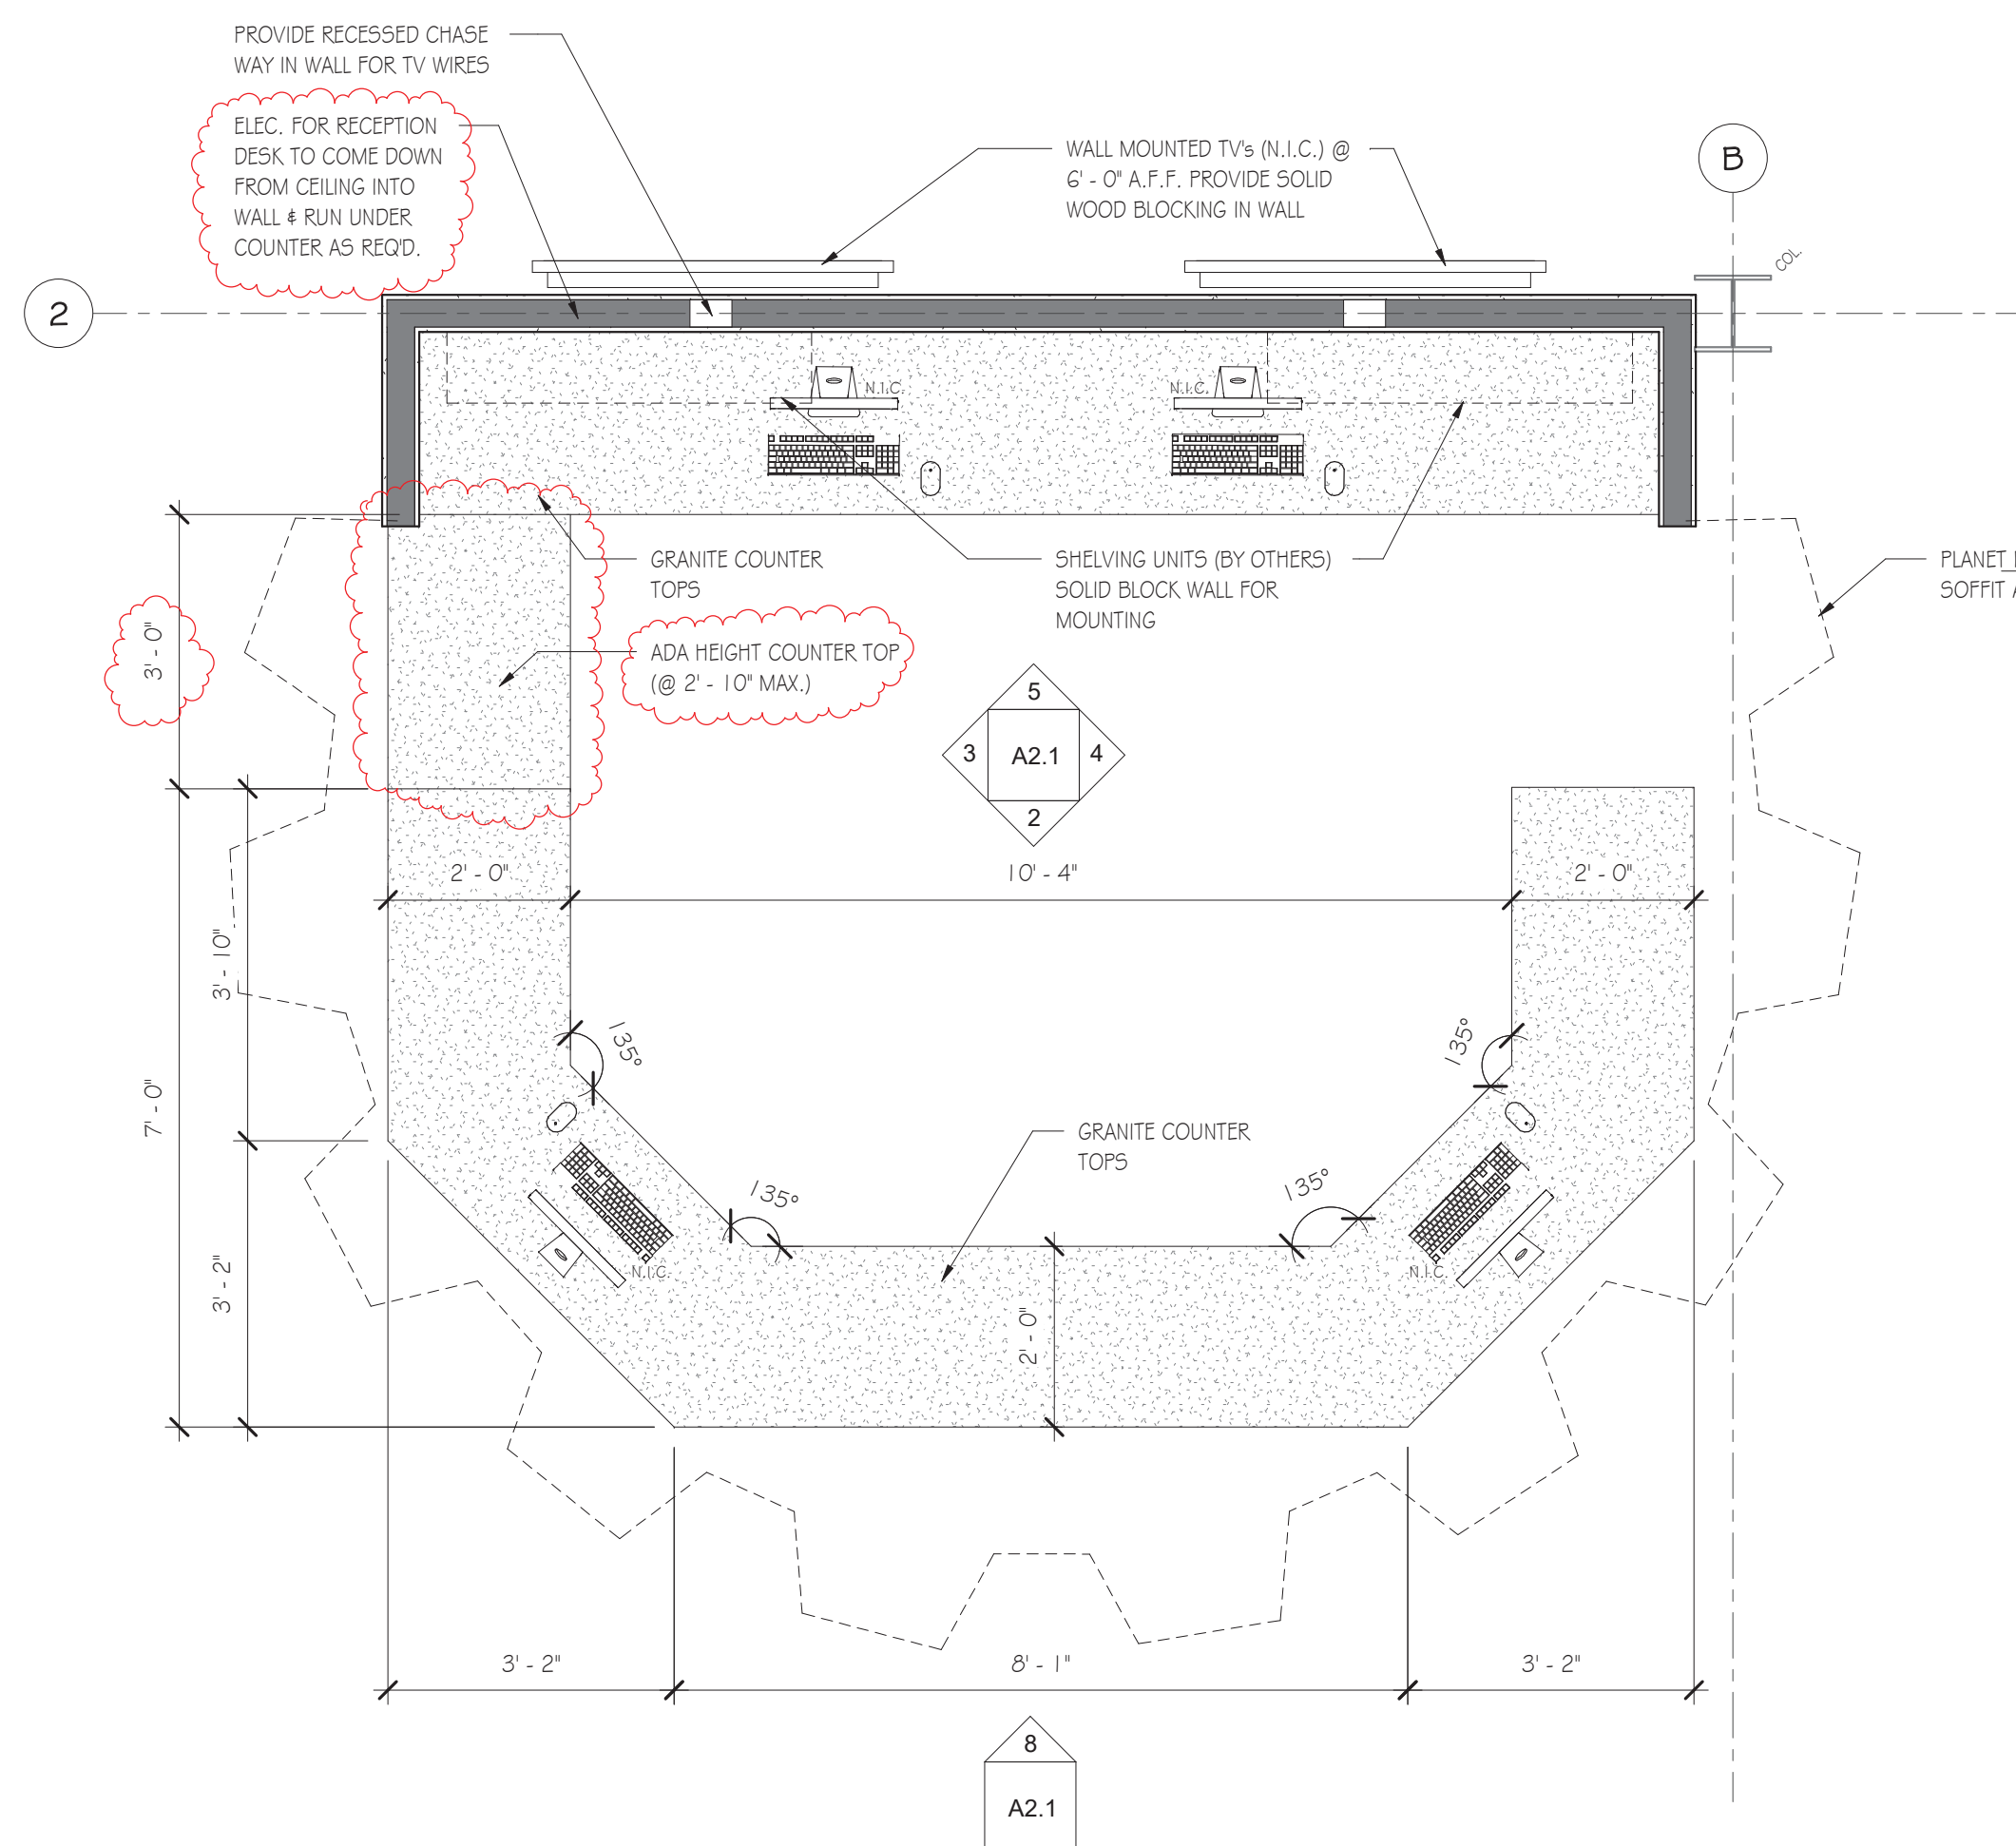 PROVIDE RECESSED CHASE
WAY IN WALL FOR TV WIRES
ELEC. FOR RECEPTION
DESK TO COME DOWN
FROM CEILING INTO
WALL & RUN UNDER
COUNTER AS REQ'D.
WALL MOUNTED TV's (N.I.C.) @
6' - 0" A.F.F. PROVIDE SOLID
WOOD BLOCKING IN WALL
B
COL.
2
N.I.C.
N.I.C.
GRANITE COUNTER
TOPS
SHELVING UNITS (BY OTHERS)
SOLID BLOCK WALL FOR
MOUNTING
PLANET
SOFFIT
3' - 0"
ADA HEIGHT COUNTER TOP
(@ 2' - 10" MAX.)
5
3
A2.1
4
2
2' - 0"
10' - 4"
2' - 0"
3' - 10"
135°
135°
7' - 0"
GRANITE COUNTER
TOPS
135°
135°
N.I.C.
N.I.C.
3' - 2"
2' - 0"
3' - 2"
8' - 1"
3' - 2"
8
A2.1